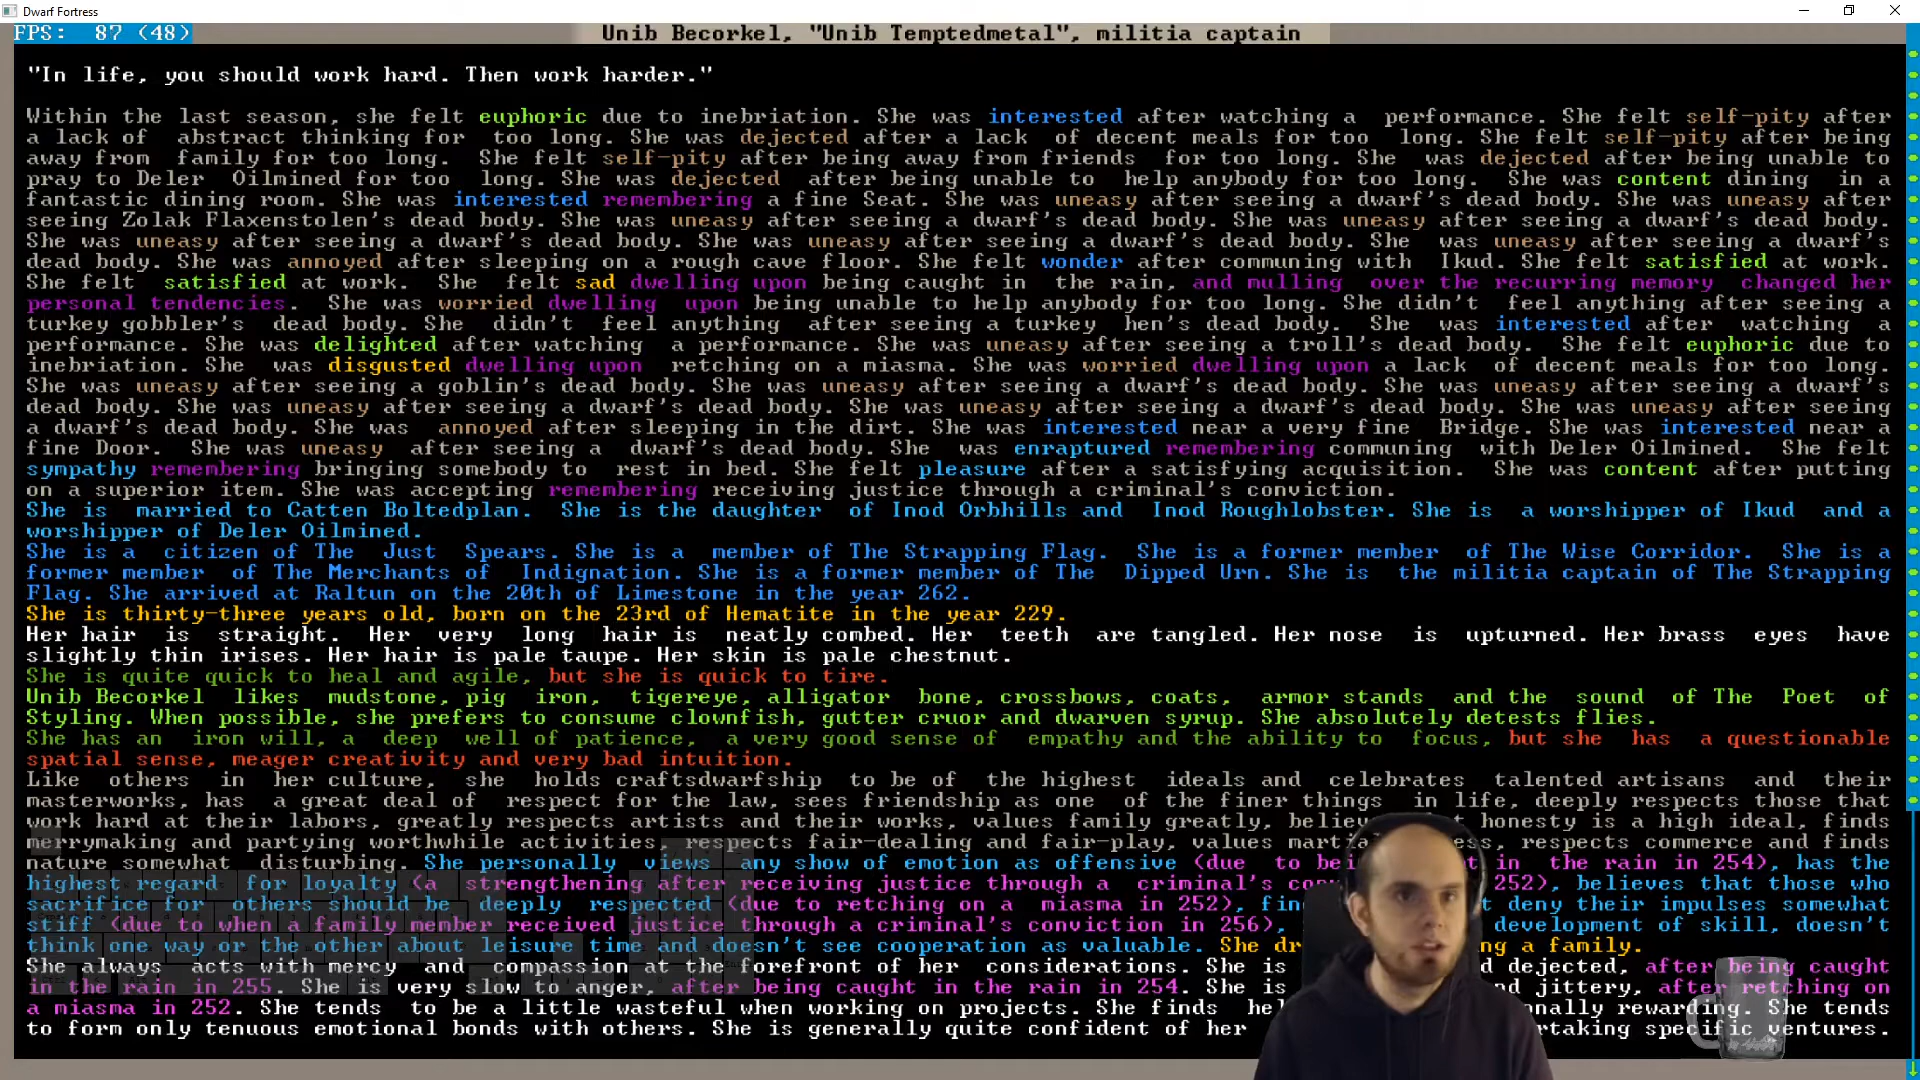 Dwarf Fortress
FPS: 87 (48)
Unib Becorkel, "Unib Temptedmetal", militia captain
"In life, you should work hard. Then work harder."
Within the last season, she felt euphoric due to inebriation. She was interested after watching a performance. She felt self-pity after
a lack of abstract thinking for too long. She was dejected after a lack of decent meals for too long. She felt self-pity after being
away from family for too long. She felt self-pity after being away from friends for too long. She was dejected after being unable to
pray to Deler Oilmined for too long. She was dejected after being unable to help anybody for too long. She was content dining in a
fantastic dining room. She was interested remembering a fine Seat. She was uneasy after seeing a dwarf's dead body. She was uneasy after
seeing Zolak Flaxenstolen's dead body. She was uneasy after seeing a dwarf's dead body. She was uneasy after seeing a dwarf's dead body.
She was uneasy after seeing a dwarf's dead body. She was uneasy after seeing a dwarf's dead body. She was uneasy after seeing a dwarf's
dead body. She was annoyed after sleeping on a rough cave floor. She felt wonder after communing with Ikud. She felt satisfied at work.
She felt satisfied at work. She felt sad dwelling upon being caught in the rain, and mulling over the recurring memory changed her
personal tendencies. She was worried dwelling upon being unable to help anybody for too long. She didn't feel anything after seeing a
turkey gobbler's dead body. She didn't feel anything after seeing a turkey hen's dead body. She was interested after watching a
performance. She was delighted after watching a performance. She was uneasy after seeing a troll's dead body. She felt euphoric due to
inebriation. She was disgusted dwelling upon retching on a miasma. She was worried dwelling upon a lack of decent meals for too long.
She was uneasy after seeing a goblin's dead body. She was uneasy after seeing a dwarf's dead body. She was uneasy after seeing a dwarf's
dead body. She was uneasy after seeing a dwarf's dead body. She was uneasy after seeing a dwarf's dead body. She was uneasy after seeing
a dwarf's dead body. She was annoyed after sleeping in the dirt. She was interested near a very fine Bridge. She was interested near a
fine Door. She was uneasy after seeing a dwarf's dead body. She was enraptured remembering communing with Deler Oilmined. She felt
sympathy remembering bringing somebody to rest in bed. She felt pleasure after a satisfying acquisition. She was content after putting
on a superior item. She was accepting remembering receiving justice through a criminal's conviction.
She is married to Catten Boltedplan. She is the daughter of Inod Orbhills and Inod Roughlobster. She is a worshipper of Ikud and a
worshipper of Deler Oilmined.
She is a citizen of The Just Spears. She is a member of The Strapping Flag. She is a former member of The Wise Corridor. She is a
former member of The Merchants of Indignation. She is a former member of The Dipped Urn. She is the militia captain of The Strapping
Flag. She arrived at Raltun on the 20th of Limestone in the year 262.
She is thirty-three years old, born on the 23rd of Hematite in the year 229.
Her hair is straight. Her very long hair is neatly combed. Her teeth are tangled. Her nose is upturned. Her brass eyes have
slightly thin irises. Her hair is pale taupe. Her skin is pale chestnut.
She is quite quick to heal and agile, but she is quick to tire.
Unib Becorkel likes mudstone, pig iron, tigereye, alligator bone, crossbows, coats, armor stands and the sound of The Poet of
Styling. When possible, she prefers to consume clownfish, gutter cruor and dwarven syrup. She absolutely detests flies.
She has an iron will, a deep well of patience, a very good sense of empathy and the ability to focus, but she has a questionable
spatial sense, meager creativity and very bad intuition.
Like others in her culture, she holds craftsdwarfship to be of the highest ideals and celebrates talented artisans and their
masterworks, has a great deal of respect for the law, sees friendship as one of the finer things in life, deeply respects those that
work hard at their labors, greatly respects artists and their works, values family greatly, honesty is a high ideal, finds
merrymaking and partying worthwhile activities, respects fair-dealing and fair-play, values respects commerce and finds
nature somewhat disturbing. She personally views any show of emotion as offensive (due to in the rain in 254), has the
highest regard for loyalty (a strengthening after receiving justice through a criminal's 252), believes that those who
sacrifice for others should be deeply respected (due to retching on a miasma in 252), deny their impulses somewhat
stiff (due to when a family member received justice through a criminal's conviction in 256), development of skill, doesn't
think one way or the other about leisure time and doesn't see cooperation as valuable. She a family.
She always acts with mercy and compassion at the forefront of her considerations. She is dejected, after being caught
in the rain in 255. She is very slow to anger, after being caught in the rain in 254. She is jittery, after retching on
a miasma in 252. She tends to be a little wasteful when working on projects. She finds rewarding. She tends
to form only tenuous emotional bonds with others. She is generally quite confident of her specific ventures.